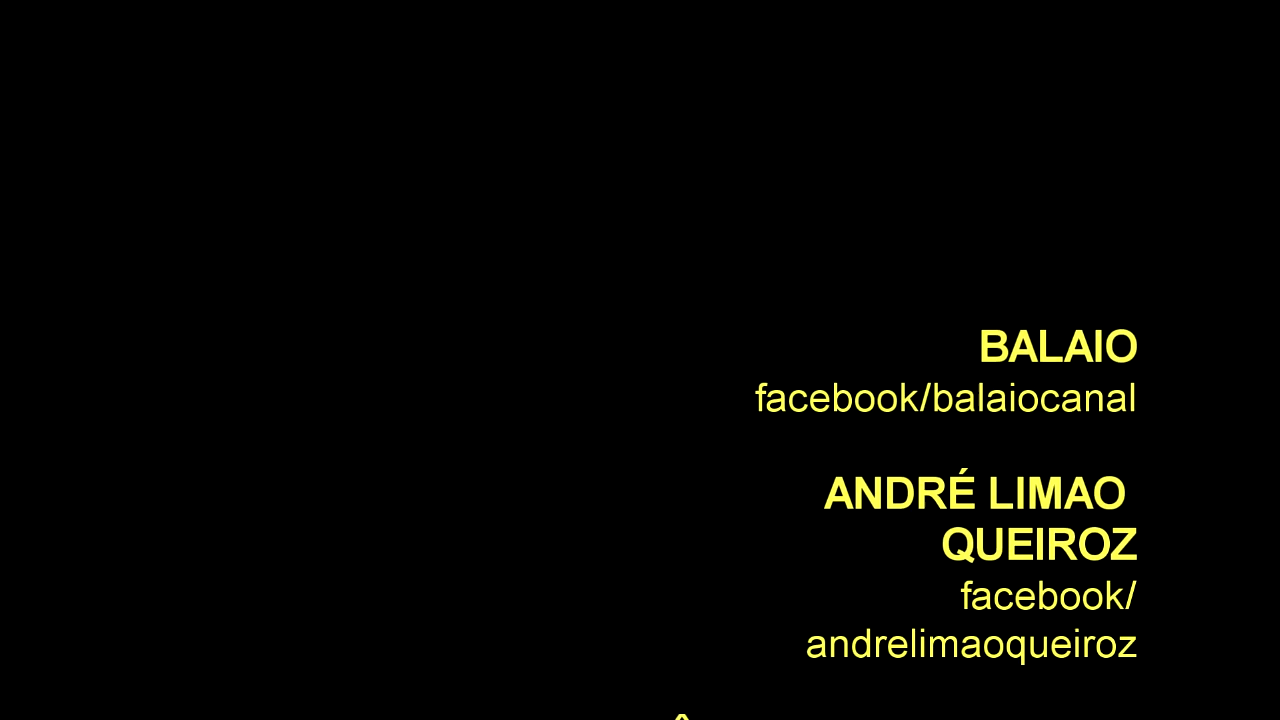 BALAIO
facebook/balaiocanal
ANDRÉ LIMAO
QUEIROZ
facebook/
andrelimaoqueiroz